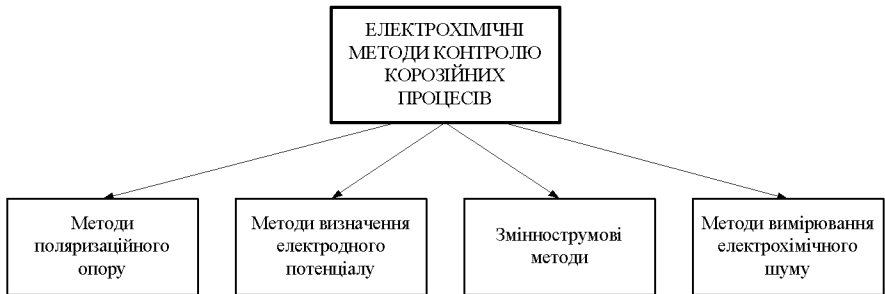 ЕЛЕКТРОХІМІЧНІ
МЕТОДИ КОНТРОЛЮ
КОРОЗІЙНИХ
ПРОЦЕСІВ
Методи
поляризаційного
опору
Методи визначення
електродного
потенціалу
Зміннострумові
методи
Методи вимірювання
електрохімічного
шуму